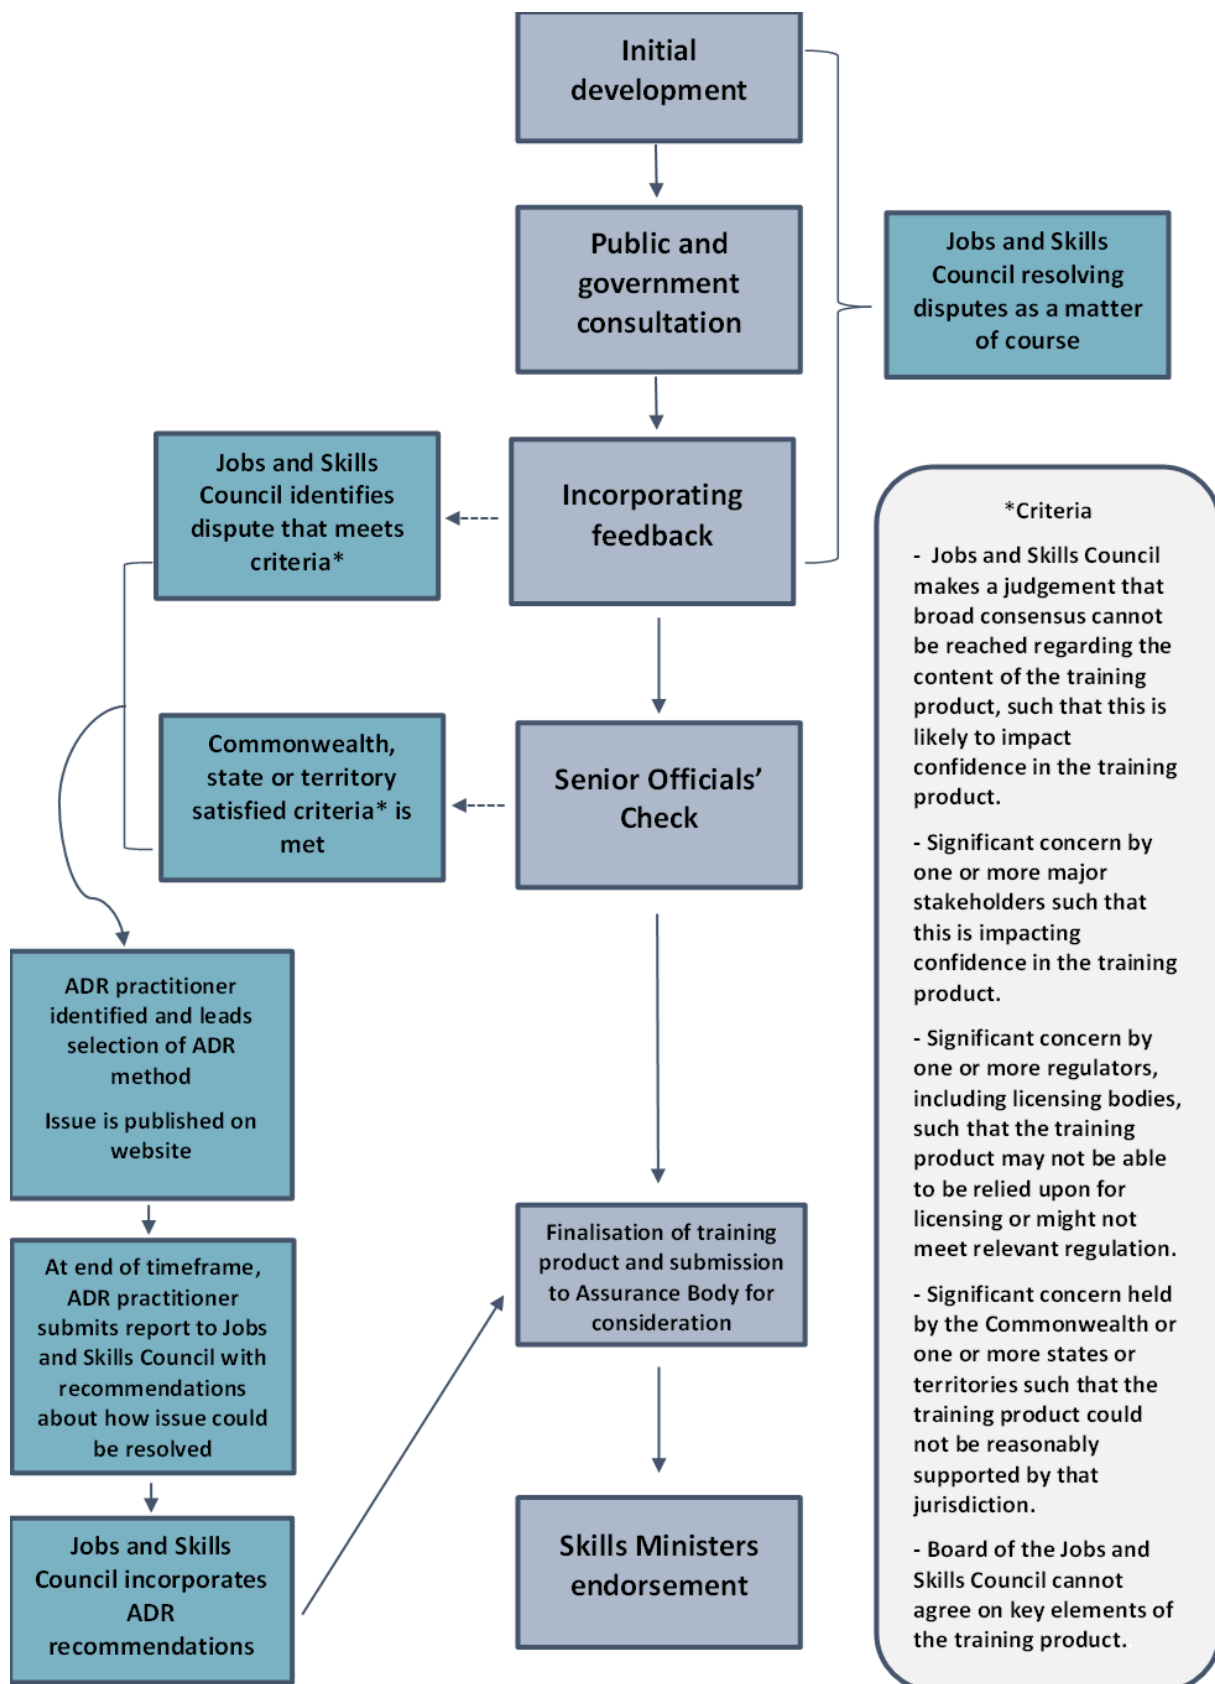 Initial
development
Public and
government
consultation
Jobs and Skills
Council resolving
disputes as a matter
of course
Jobs and Skills
Council identifies
dispute that meets
criteria*
Incorporating
feedback
Commonwealth,
state or territory
satisfied criteria* is
met
Senior Officials’
Check
ADR practitioner
identified and leads
selection of ADR
method
Issue is published on
website
At end of timeframe,
ADR practitioner
submits report to Jobs
and Skills Council with
recommendations
about how issue could
be resolved
Jobs and Skills
Council incorporates
ADR
recommendations
Finalisation of training
product and submission
to Assurance Body for
consideration
Skills Ministers
endorsement
*Criteria
- Jobs and Skills Council
makes a judgement that
broad consensus cannot
be reached regarding the
content of the training
product, such that this is
likely to impact
confidence in the training
product.
- Significant concern by
one or more major
stakeholders such that
this is impacting
confidence in the training
product.
- Significant concern by
one or more regulators,
including licensing bodies,
such that the training
product may not be able
to be relied upon for
licensing or might not
meet relevant regulation.
- Significant concern held
by the Commonwealth or
one or more states or
territories such that the
training product could
not be reasonably
supported by that
jurisdiction.
- Board of the Jobs and
Skills Council cannot
agree on key elements of
the training product.